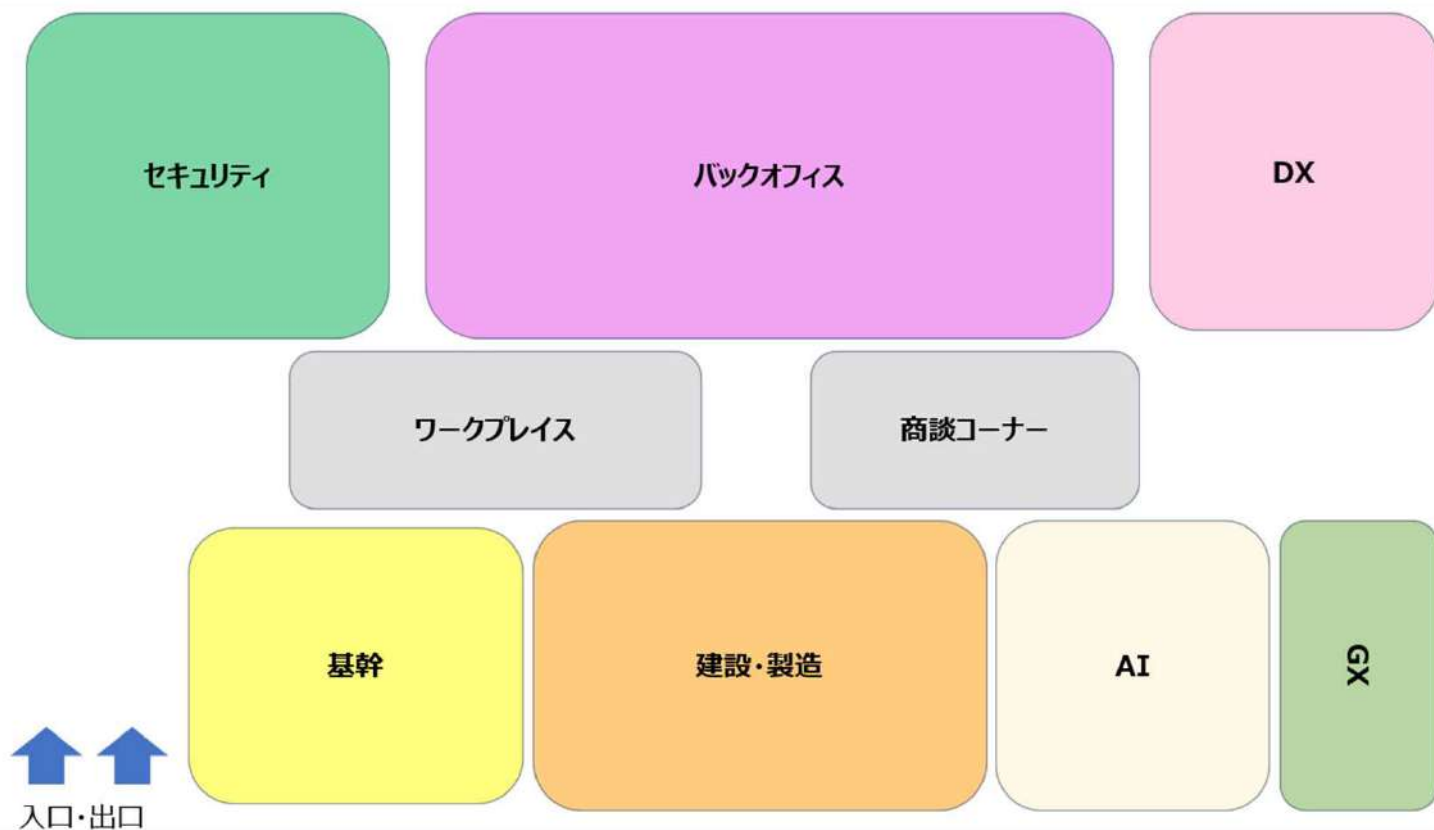 セキュリティ
バックオフィス
DX
ワークプレイス
商談コーナー
基幹
建設・製造
AI
GX
入口・出口